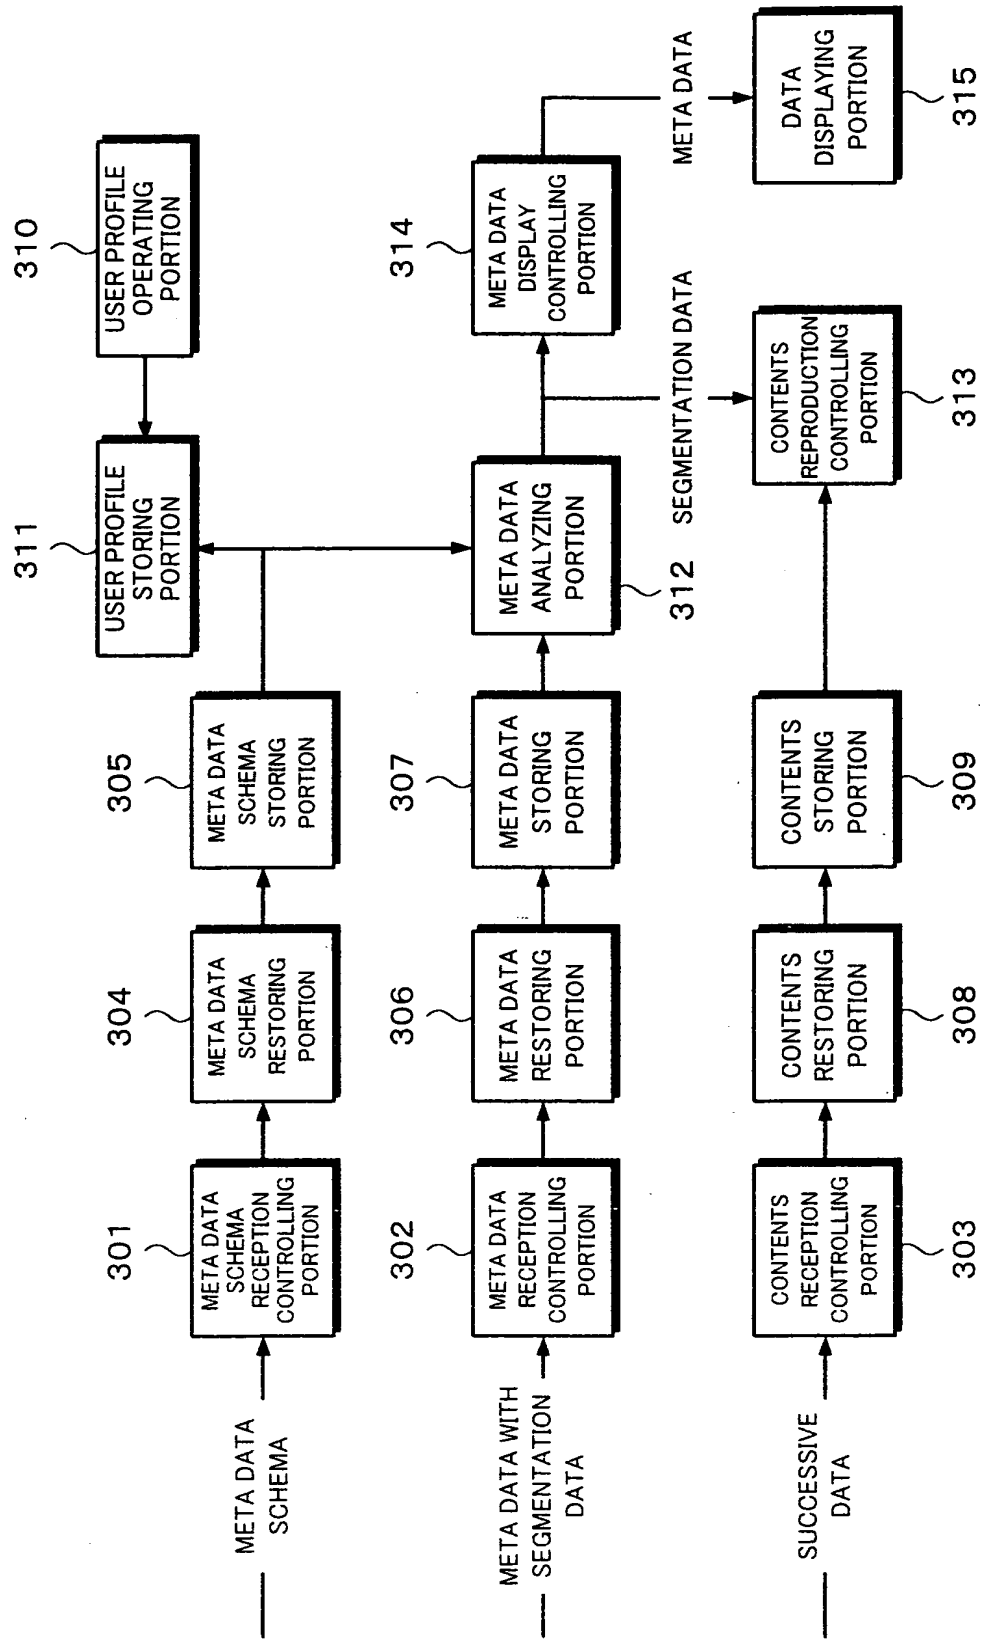 310
USER PROFILE
OPERATING
PORTION
311
USER PROFILE
STORING
PORTION
META DATA
SCHEMA
301
META DATA
SCHEMA
RECEPTION
CONTROLLING
PORTION
304
META DATA
SCHEMA
RESTORING
PORTION
305
META DATA
SCHEMA
STORING
PORTION
META DATA WITH
SEGMENTATION
DATA
302
META DATA
RECEPTION
CONTROLLING
PORTION
306
META DATA
RESTORING
PORTION
307
META DATA
STORING
PORTION
META DATA
ANALYZING
PORTION
312
314
META DATA
DISPLAY
CONTROLLING
PORTION
SEGMENTATION DATA
META DATA
SUCCESSIVE
DATA
CONTENTS
RECEPTION
CONTROLLING
PORTION
303
CONTENTS
RESTORING
PORTION
308
CONTENTS
STORING
PORTION
309
CONTENTS
REPRODUCTION
CONTROLLING
PORTION
313
DATA
DISPLAYING
PORTION
315